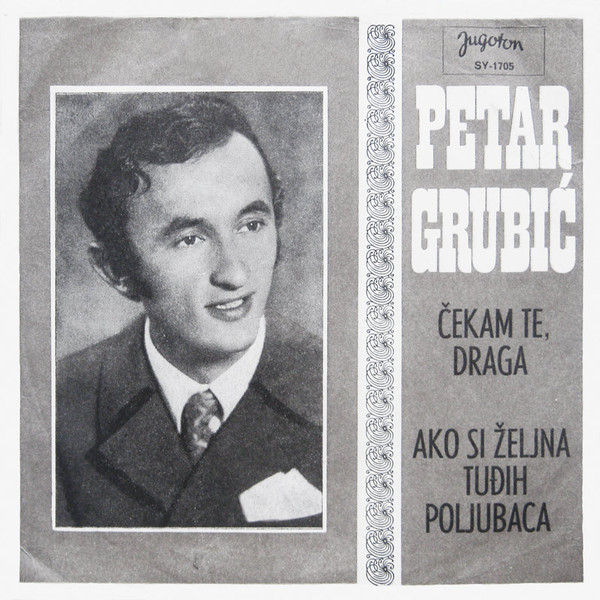 Jugoton
SY-1705
PETAR
GRUBIĆ
ČEKAM TE,
DRAGA
AKO SI ŽELJNA
TUĐIH
POLJUBACA